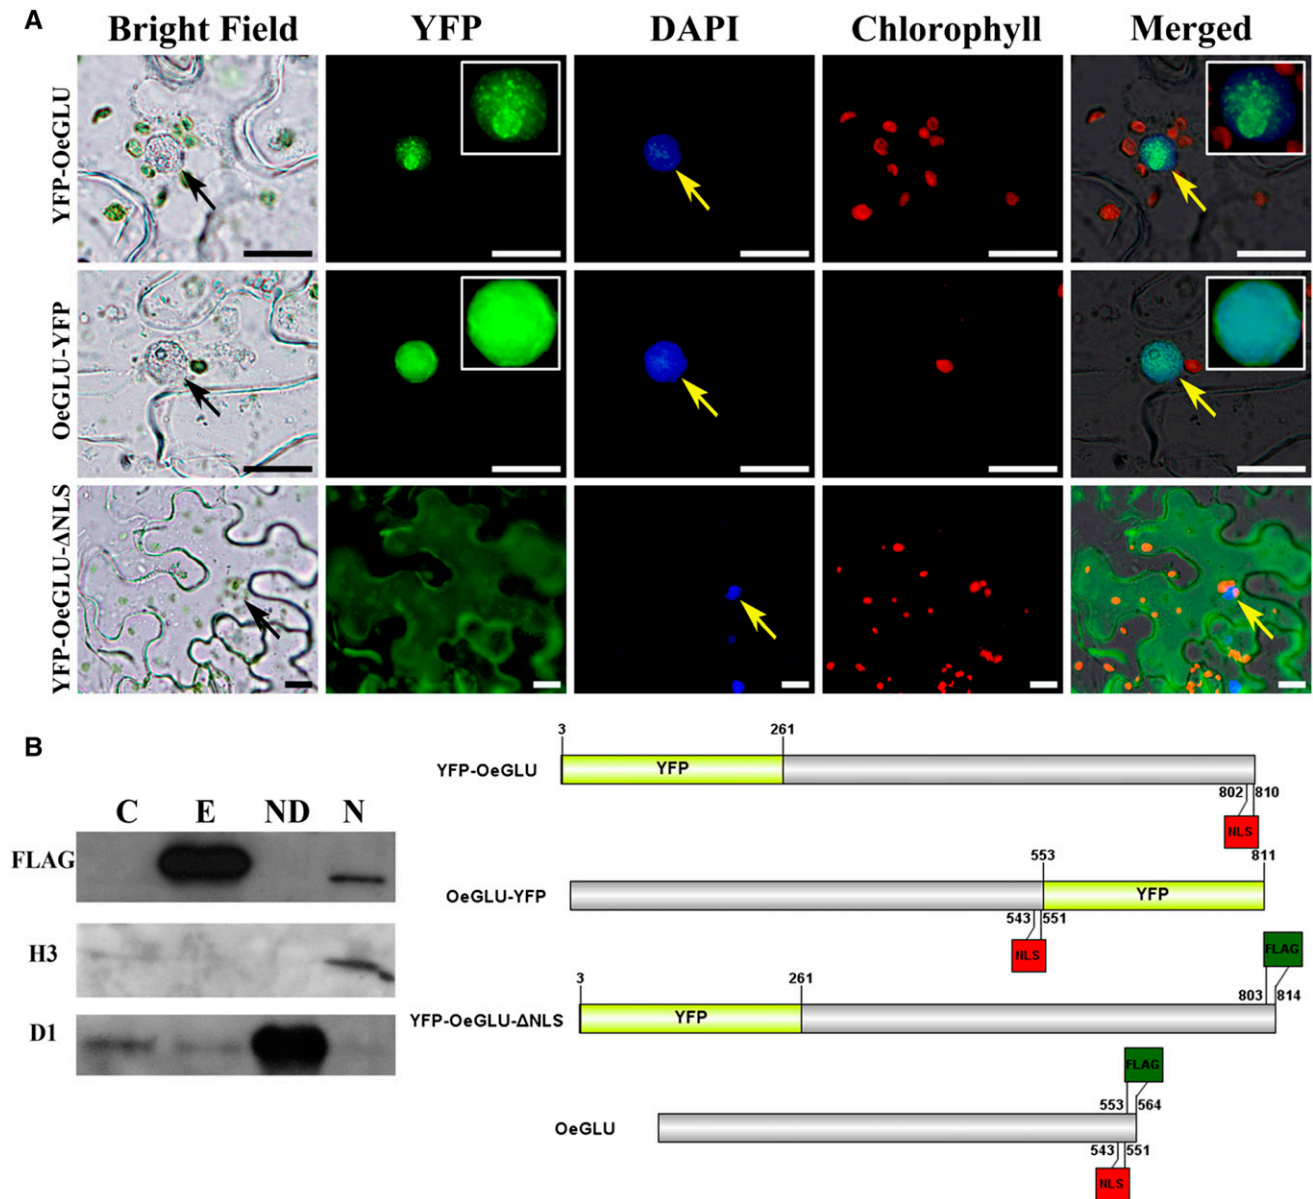 A
Bright Field YFP DAPI Chlorophyll Merged
YFP-OeGLU
OeGLU-YFP
YFP-OeGLU-ΔNLS
B
C E ND N
FLAG
H3
D1
3 261
YFP-OeGLU YFP
802 810
NLS
553 811
OeGLU-YFP YFP
543 551
NLS
FLAG
3 261
803 814
YFP-OeGLU-ΔNLS YFP
FLAG
553 564
OeGLU
543 551
NLS